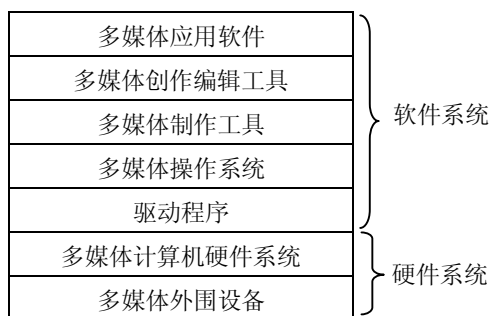 多媒体应用软件
多媒体创作编辑工具
多媒体制作工具
多媒体操作系统
驱动程序
软件系统
多媒体计算机硬件系统
多媒体外围设备
硬件系统